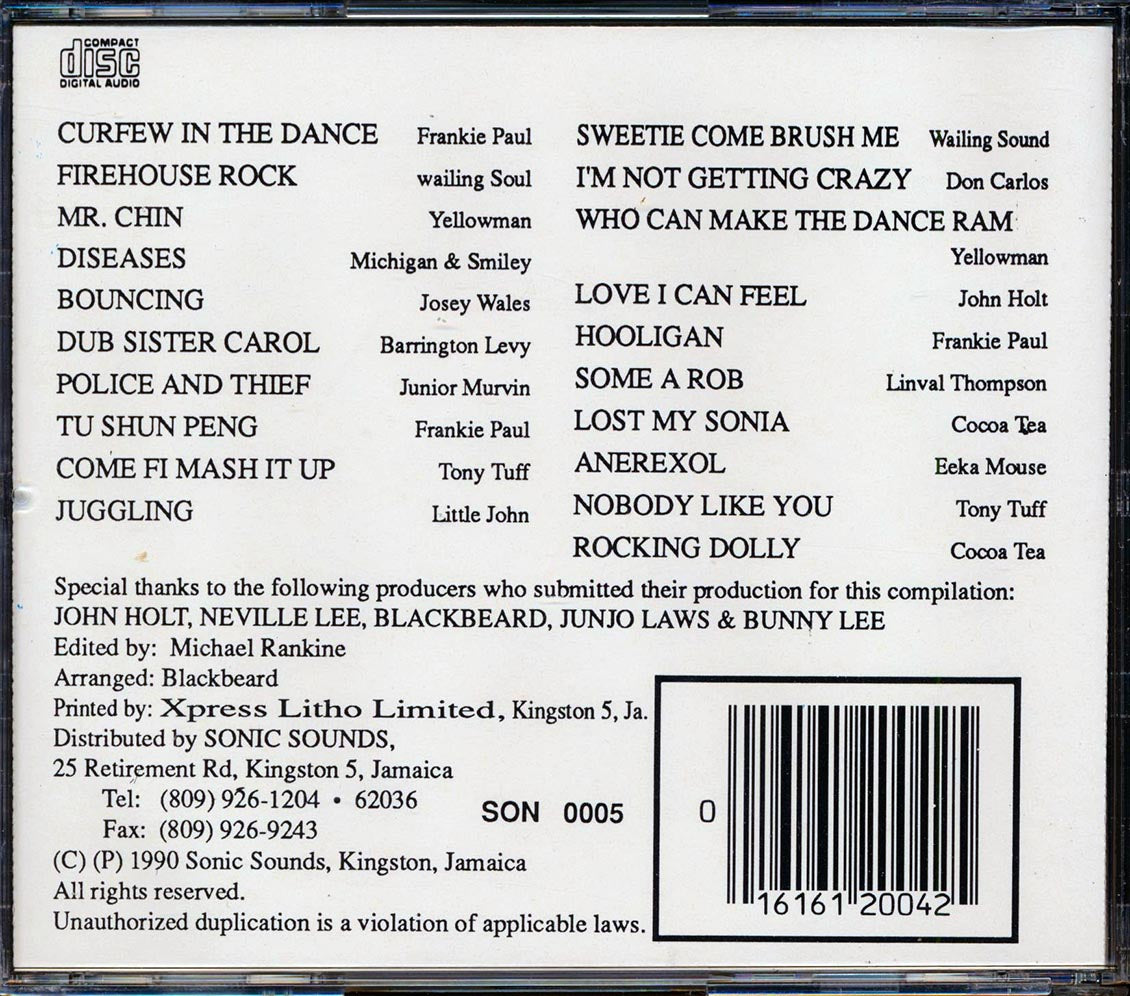 COMPACT
disc
DIGITAL AUDIO
CURFEW IN THE DANCE Frankie Paul
FIREHOUSE ROCK wailing Soul
MR. CHIN Yellowman
DISEASES Michigan & Smiley
BOUNCING Josey Wales
DUB SISTER CAROL Barrington Levy
POLICE AND THIEF Junior Murvin
TU SHUN PENG Frankie Paul
COME FI MASH IT UP Tony Tuff
JUGGLING Little John
SWEETIE COME BRUSH ME Wailing Sound
I'M NOT GETTING CRAZY Don Carlos
WHO CAN MAKE THE DANCE RAM
Yellowman
LOVE I CAN FEEL John Holt
HOOLIGAN Frankie Paul
SOME A ROB Linval Thompson
LOST MY SONIA Cocoa Tea
ANEREXOL Eeka Mouse
NOBODY LIKE YOU Tony Tuff
ROCKING DOLLY Cocoa Tea
Special thanks to the following producers who submitted their production for this compilation:
JOHN HOLT, NEVILLE LEE, BLACKBEARD, JUNJO LAWS & BUNNY LEE
Edited by: Michael Rankine
Arranged: Blackbeard
Printed by: Xpress Litho Limited, Kingston 5, Ja.
Distributed by SONIC SOUNDS,
25 Retirement Rd, Kingston 5, Jamaica
Tel: (809) 926-1204 • 62036
Fax: (809) 926-9243
(C) (P) 1990 Sonic Sounds, Kingston, Jamaica
All rights reserved.
Unauthorized duplication is a violation of applicable laws.
SON 0005
0 16161 20042